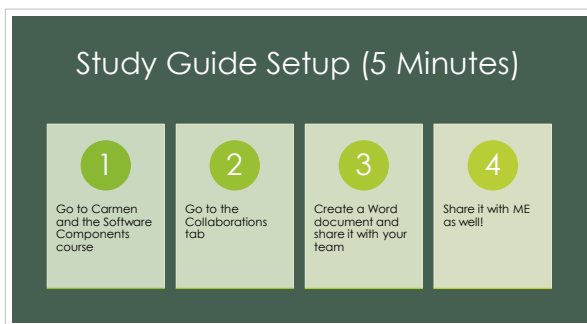 Study Guide Setup (5 Minutes)
1
Go to Carmen
and the Software
Components
course
2
Go to the
Collaborations
tab
3
Create a Word
document and
share it with your
team
4
Share it with ME
as well!